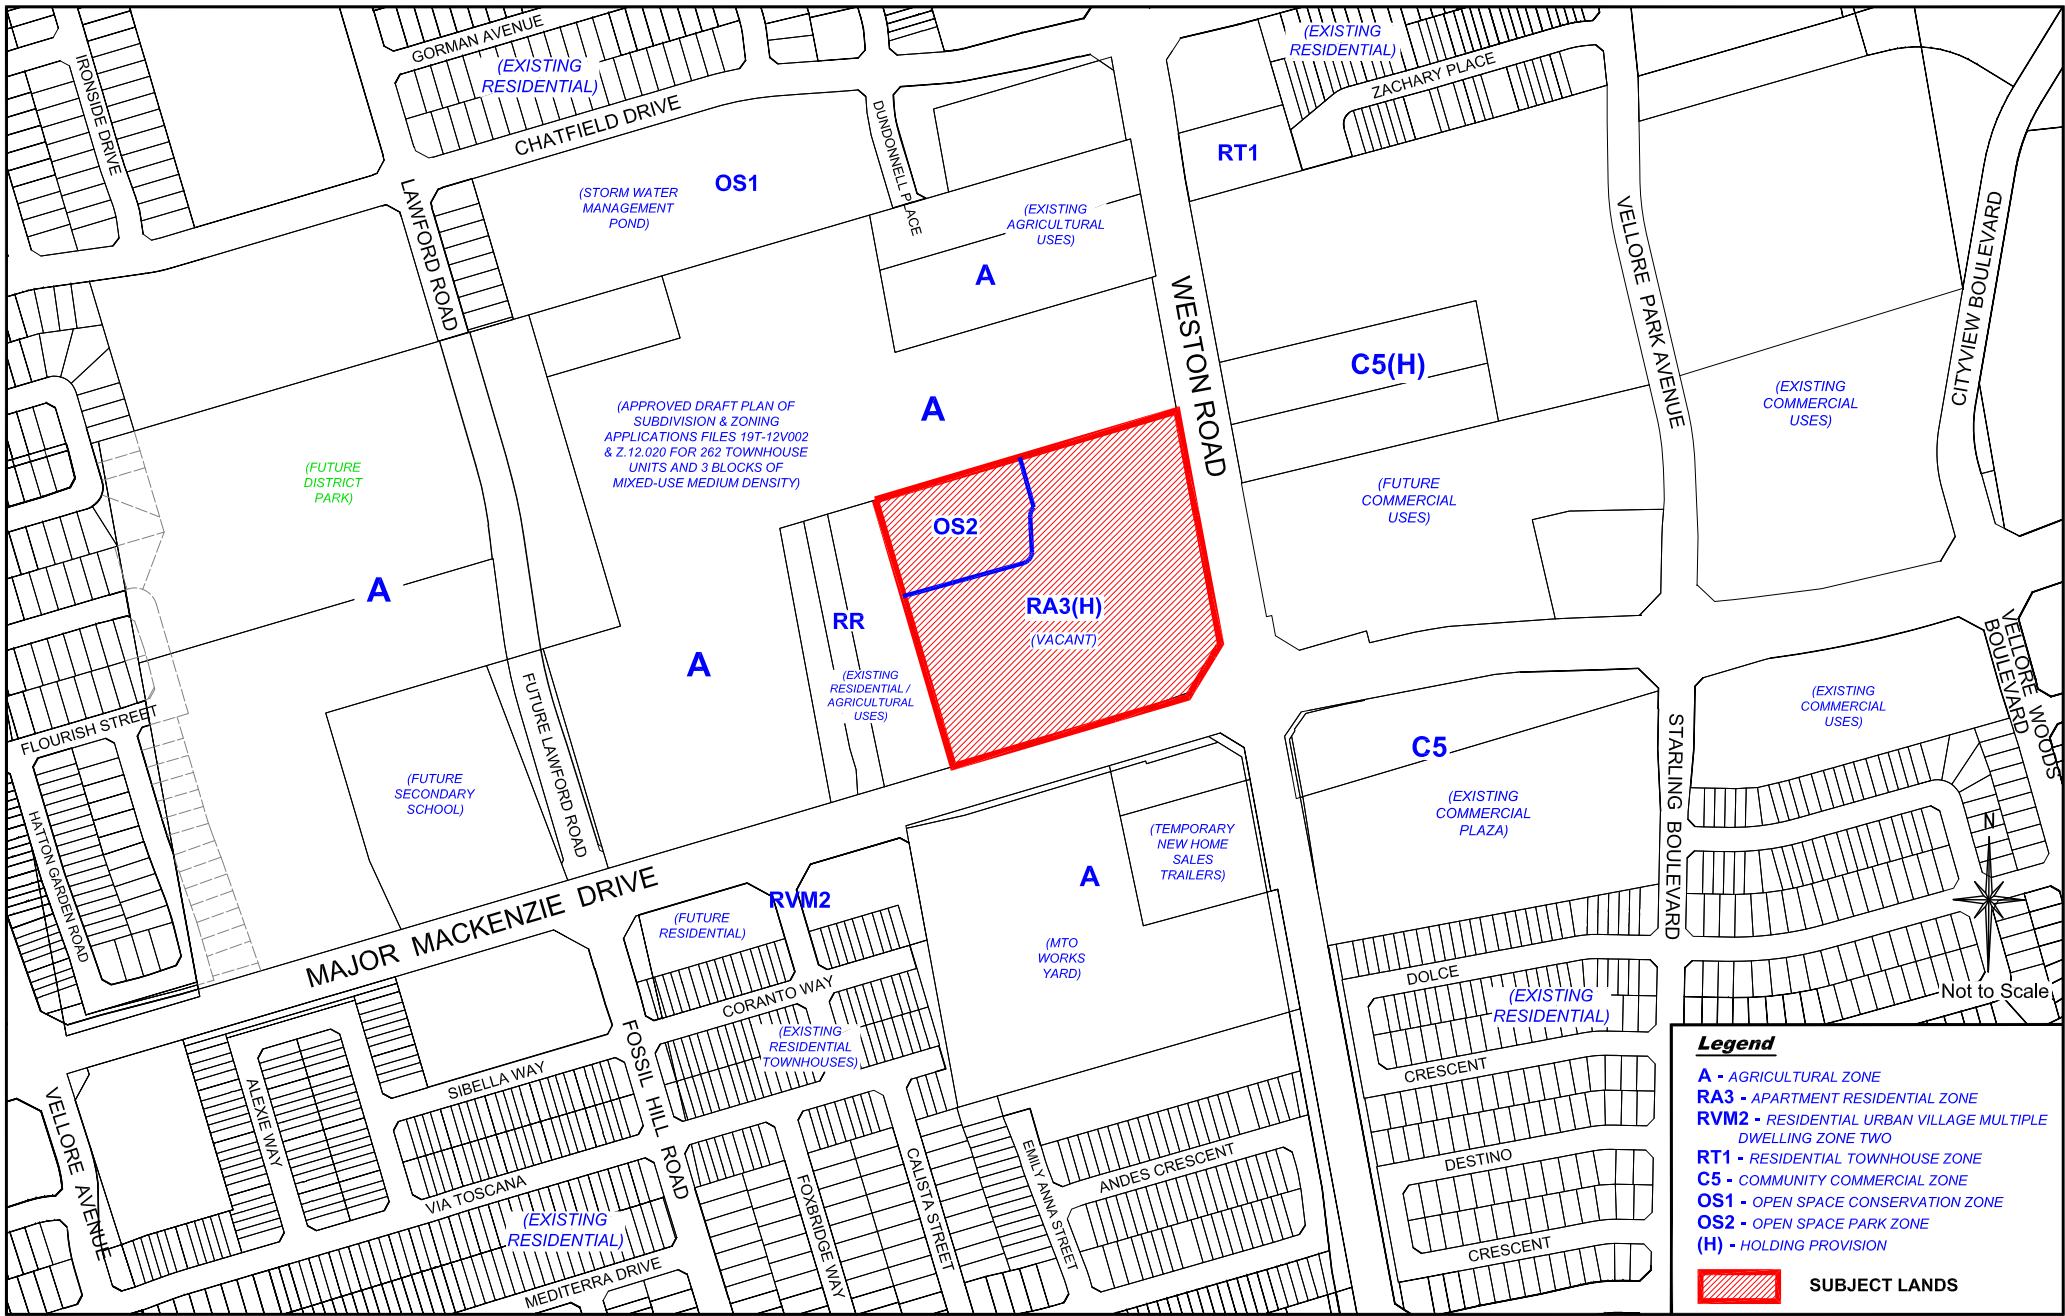 GORMAN AVENUE
(EXISTING
RESIDENTIAL)
(EXISTING
RESIDENTIAL)
ZACHARY PLACE
IRONSIDE DRIVE
CHATFIELD DRIVE
DUNDONNELL PLACE
RT1
OS1
(STORM WATER
MANAGEMENT
POND)
LAWFORD ROAD
(EXISTING
AGRICULTURAL
USES)
A
WESTON ROAD
VELLORE PARK AVENUE
CITYVIEW BOULEVARD
C5(H)
(EXISTING
COMMERCIAL
USES)
(APPROVED DRAFT PLAN OF
SUBDIVISION & ZONING
APPLICATIONS FILES 19T-12V002
& Z.12.020 FOR 262 TOWNHOUSE
UNITS AND 3 BLOCKS OF
MIXED-USE MEDIUM DENSITY)
A
(FUTURE
DISTRICT
PARK)
(FUTURE
COMMERCIAL
USES)
OS2
A
RR
RA3(H)
(VACANT)
A
(EXISTING
RESIDENTIAL /
AGRICULTURAL
USES)
FUTURE LAWFORD ROAD
VELLORE WOODS
BOULEVARD
(EXISTING
COMMERCIAL
USES)
FLOURISH STREET
STARLING BOULEVARD
C5
(FUTURE
SECONDARY
SCHOOL)
(EXISTING
COMMERCIAL
PLAZA)
HATTON GARDEN ROAD
(TEMPORARY
NEW HOME
SALES
TRAILERS)
N
A
MAJOR MACKENZIE DRIVE
RVM2
(FUTURE
RESIDENTIAL)
(MTO
WORKS
YARD)
DOLCE
CORANTO WAY
(EXISTING
RESIDENTIAL)
Not to Scale
FOSSIL HILL ROAD
(EXISTING
RESIDENTIAL
TOWNHOUSES)
CRESCENT
SIBELLA WAY
ALEXIE WAY
VELLORE AVENUE
VIA TOSCANA
FOXBRIDGE WAY
CALISTA STREET
EMILY ANNA STREET
ANDES CRESCENT
DESTINO
(EXISTING
RESIDENTIAL)
CRESCENT
MEDITERRA DRIVE
Legend
A - AGRICULTURAL ZONE
RA3 - APARTMENT RESIDENTIAL ZONE
RVM2 - RESIDENTIAL URBAN VILLAGE MULTIPLE
DWELLING ZONE TWO
RT1 - RESIDENTIAL TOWNHOUSE ZONE
C5 - COMMUNITY COMMERCIAL ZONE
OS1 - OPEN SPACE CONSERVATION ZONE
OS2 - OPEN SPACE PARK ZONE
(H) - HOLDING PROVISION
SUBJECT LANDS